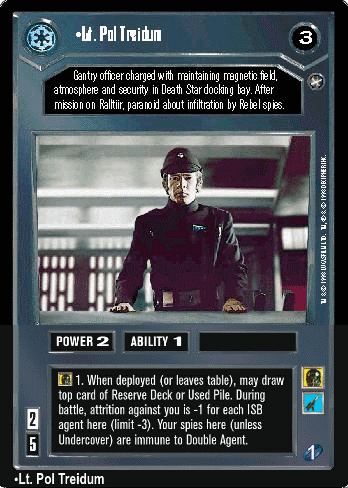 •Lt. Pol Treidum
3
Gantry officer charged with maintaining magnetic field,
atmosphere and security in Death Star docking bay. After
mission on Ralltiir, paranoid about infiltration by Rebel spies.
POWER 2
ABILITY 1
1. When deployed (or leaves table), may draw
top card of Reserve Deck or Used Pile. During
battle, attrition against you is -1 for each ISB
agent here (limit -3). Your spies here (unless
Undercover) are immune to Double Agent.
2
5
1
•Lt. Pol Treidum